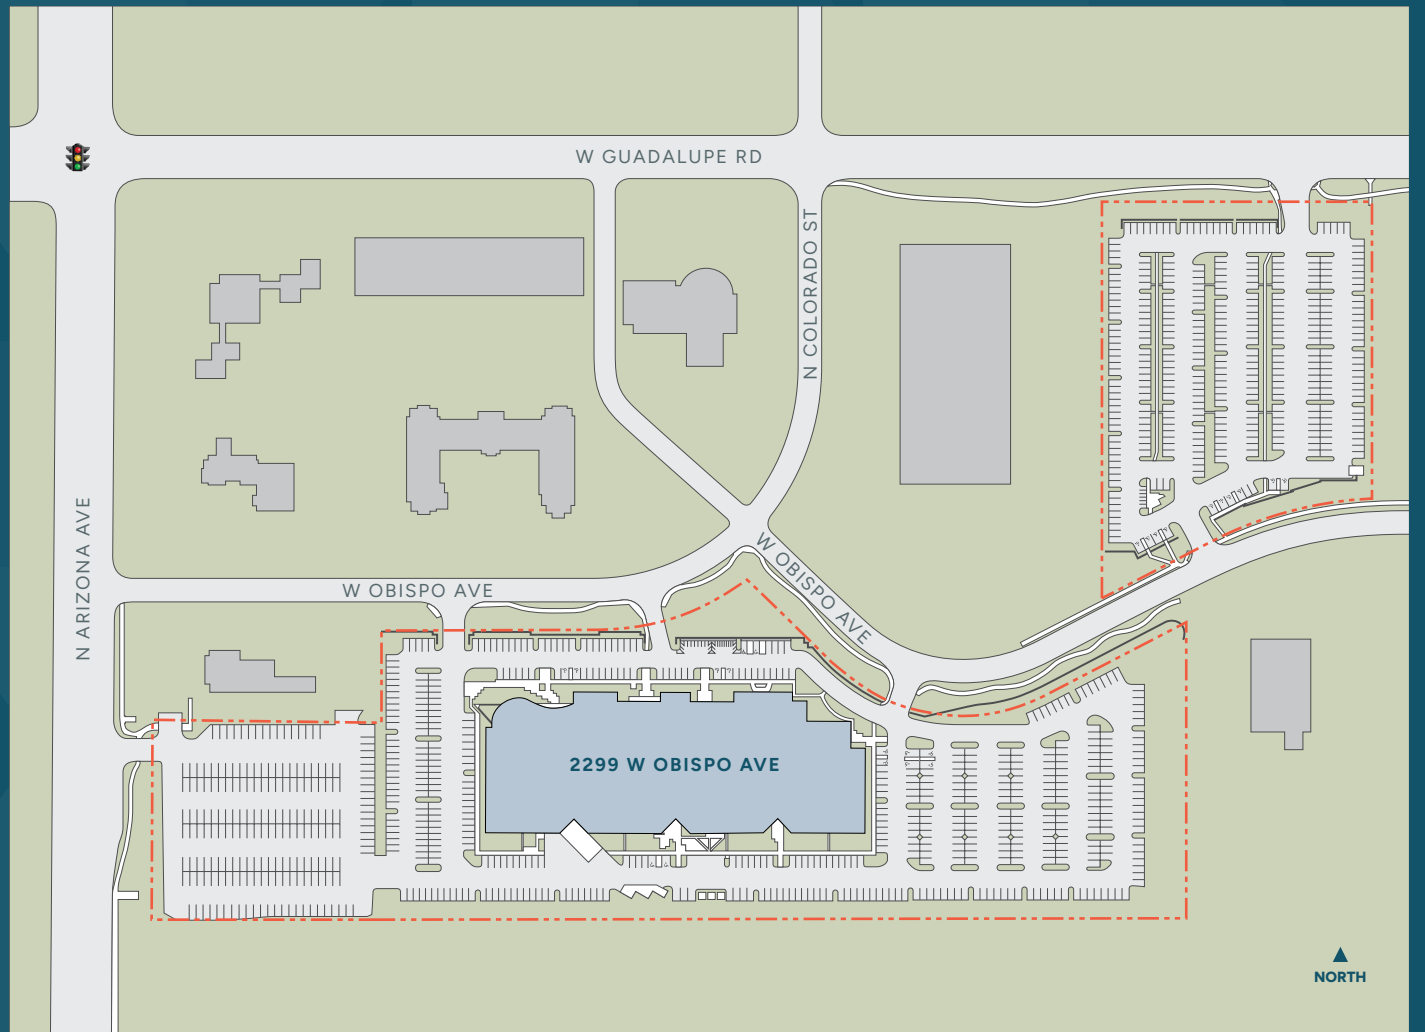 W GUADALUPE RD
N COLORADO ST
N ARIZONA AVE
W OBISPO AVE
W OBISPO AVE
2299 W OBISPO AVE
NORTH